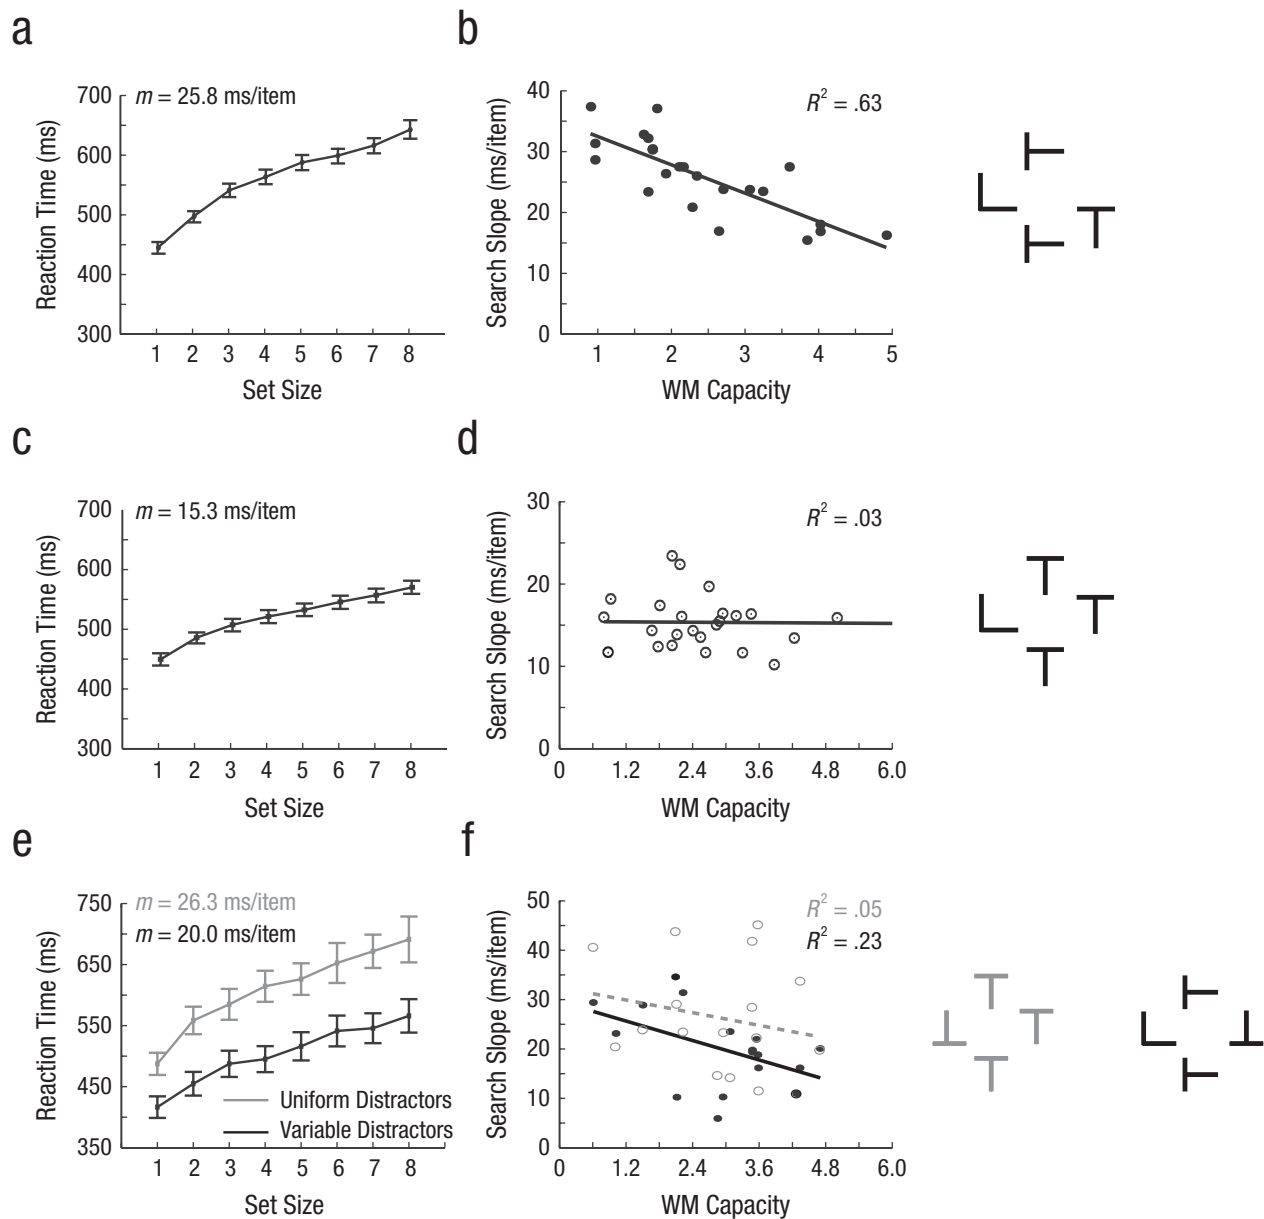 a
m = 25.8 ms/item
Reaction Time (ms)
700
600
500
400
300
1 2 3 4 5 6 7 8
Set Size
b
R² = .63
Search Slope (ms/item)
40
30
20
10
0
1 2 3 4 5
WM Capacity
c
m = 15.3 ms/item
Reaction Time (ms)
700
600
500
400
300
1 2 3 4 5 6 7 8
Set Size
d
R² = .03
Search Slope (ms/item)
30
20
10
0
0 1.2 2.4 3.6 4.8 6.0
WM Capacity
e
m = 26.3 ms/item
m = 20.0 ms/item
Reaction Time (ms)
750
650
550
450
350
Uniform Distractors
Variable Distractors
1 2 3 4 5 6 7 8
Set Size
f
R² = .05
R² = .23
Search Slope (ms/item)
50
40
30
20
10
0
0 1.2 2.4 3.6 4.8 6.0
WM Capacity